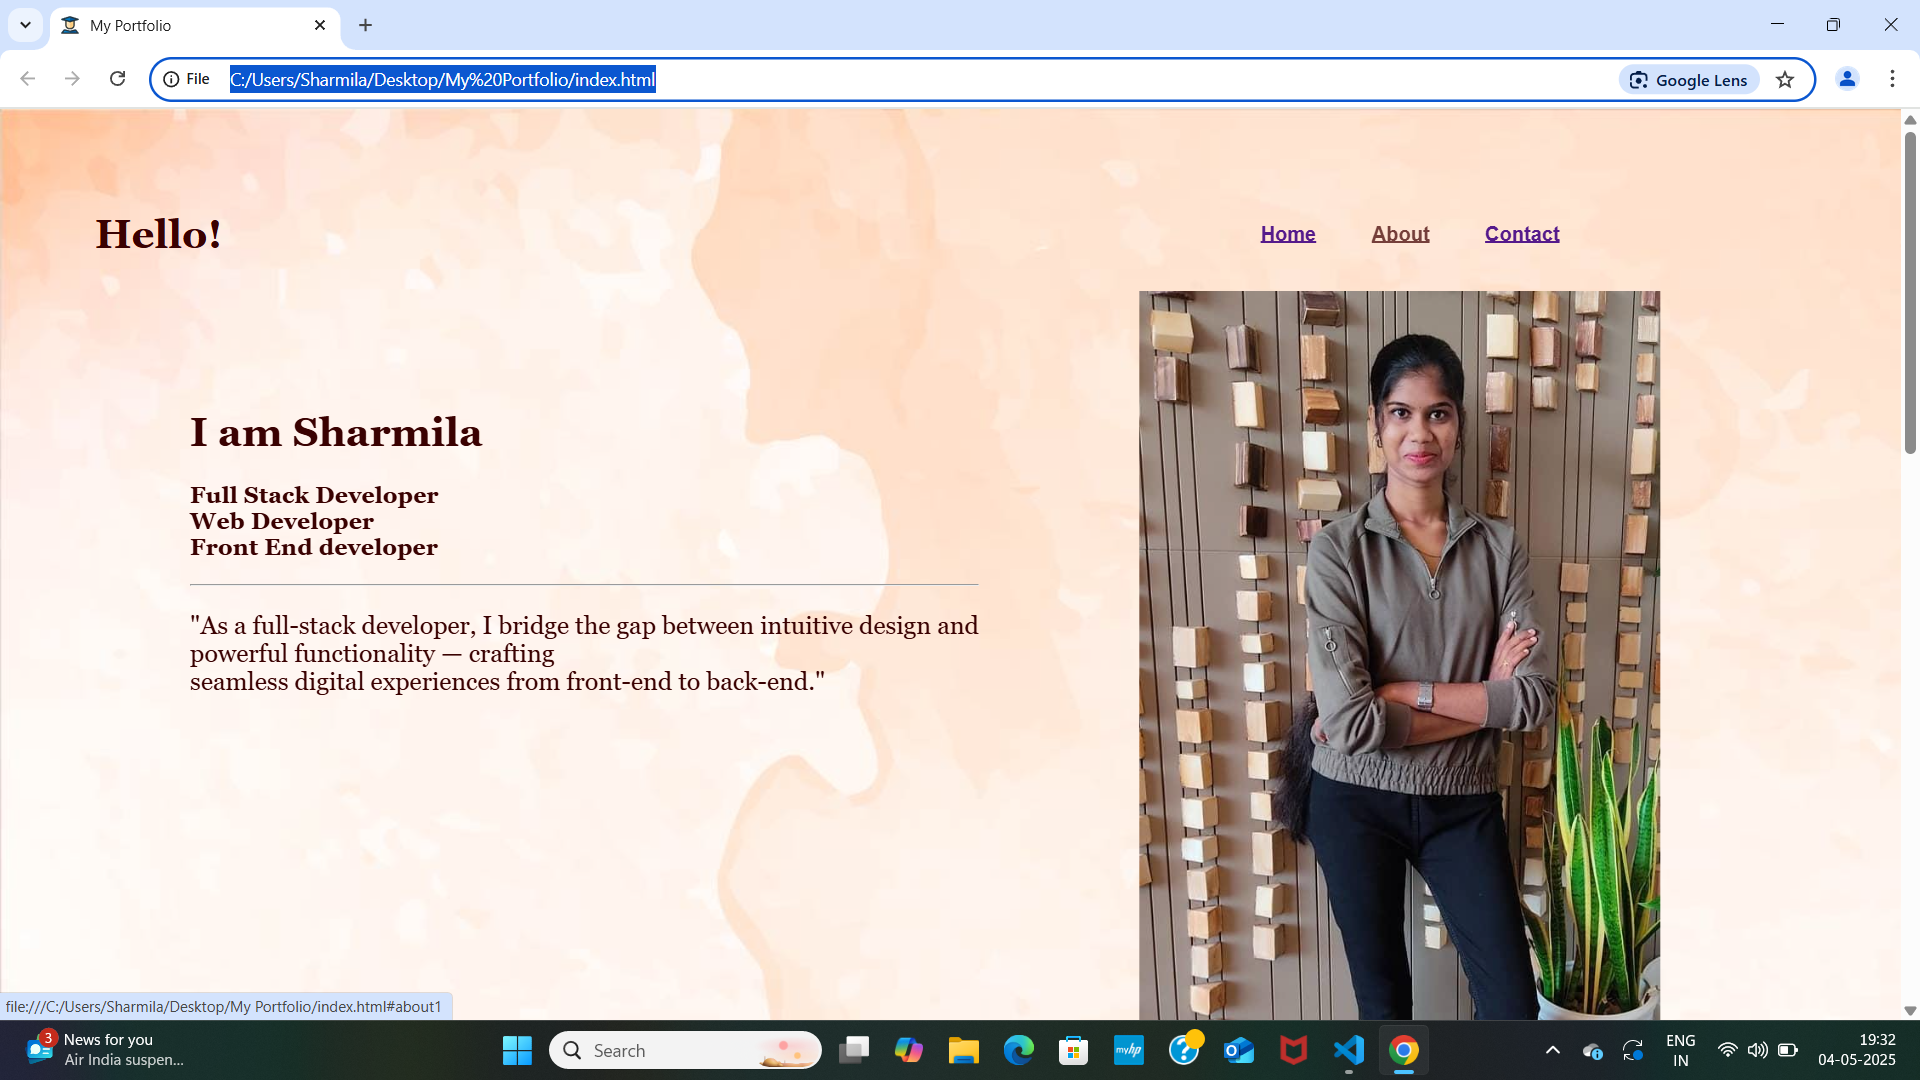 My Portfolio
File
C:/Users/Sharmila/Desktop/My%20Portfolio/index.html
Google Lens
Hello!
Home
About
Contact
I am Sharmila
Full Stack Developer
Web Developer
Front End developer
"As a full-stack developer, I bridge the gap between intuitive design and
powerful functionality — crafting
seamless digital experiences from front-end to back-end."
file:///C:/Users/Sharmila/Desktop/My Portfolio/index.html#about1
3
News for you
Air India suspen...
Search
myhp
ENG
IN
19:32
04-05-2025